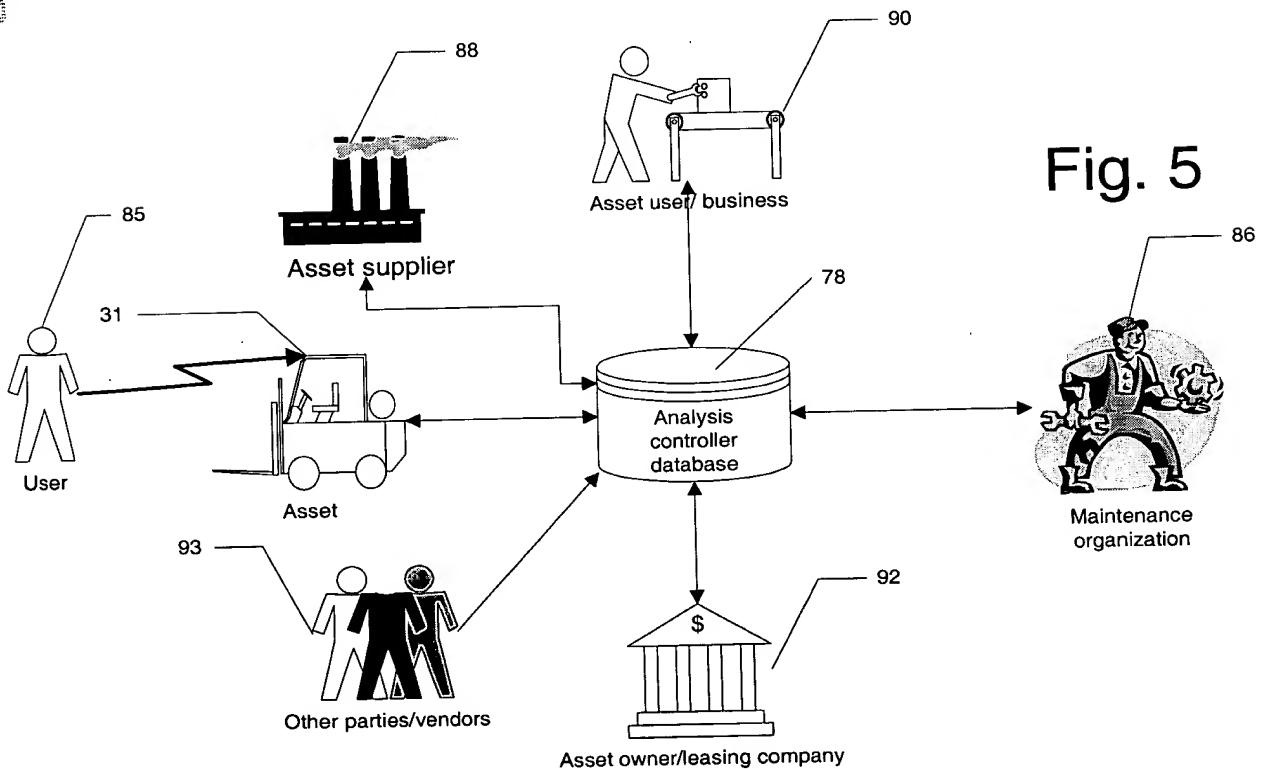 90
88
Fig. 5
Asset user/ business
85
86
Asset supplier
78
31
Analysis
controller
database
User
Asset
Maintenance
organization
93
92
$
Other parties/vendors
Asset owner/leasing company